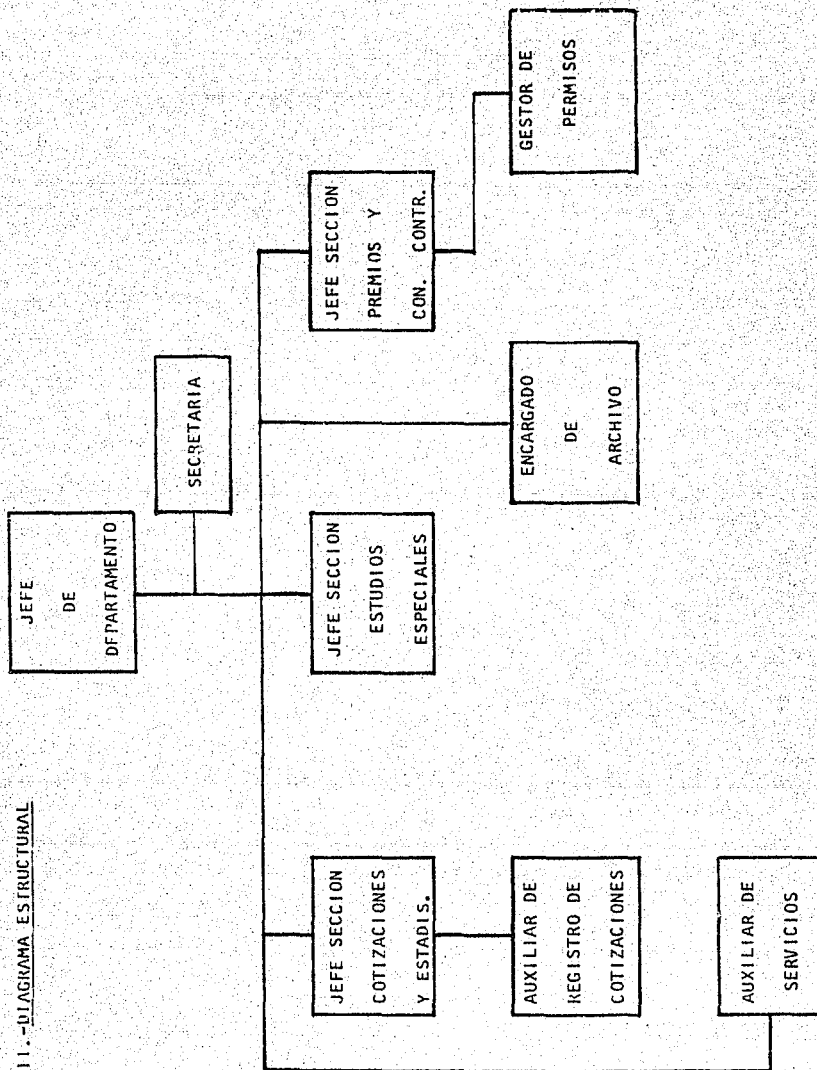 II.-DIAGRAMA ESTRUCTURAL
JEFE
DE
DEPARTAMENTO
SECRETARIA
JEFE SECCION
COTIZACIONES
Y ESTADIS.
JEFE SECCION
ESTUDIOS
ESPECIALES
JEFE SECCION
PREMIOS Y
CON. CONTR.
AUXILIAR DE
REGISTRO DE
COTIZACIONES
ENCARGADO
DE
ARCHIVO
GESTOR DE
PERMISOS
AUXILIAR DE
SERVICIOS